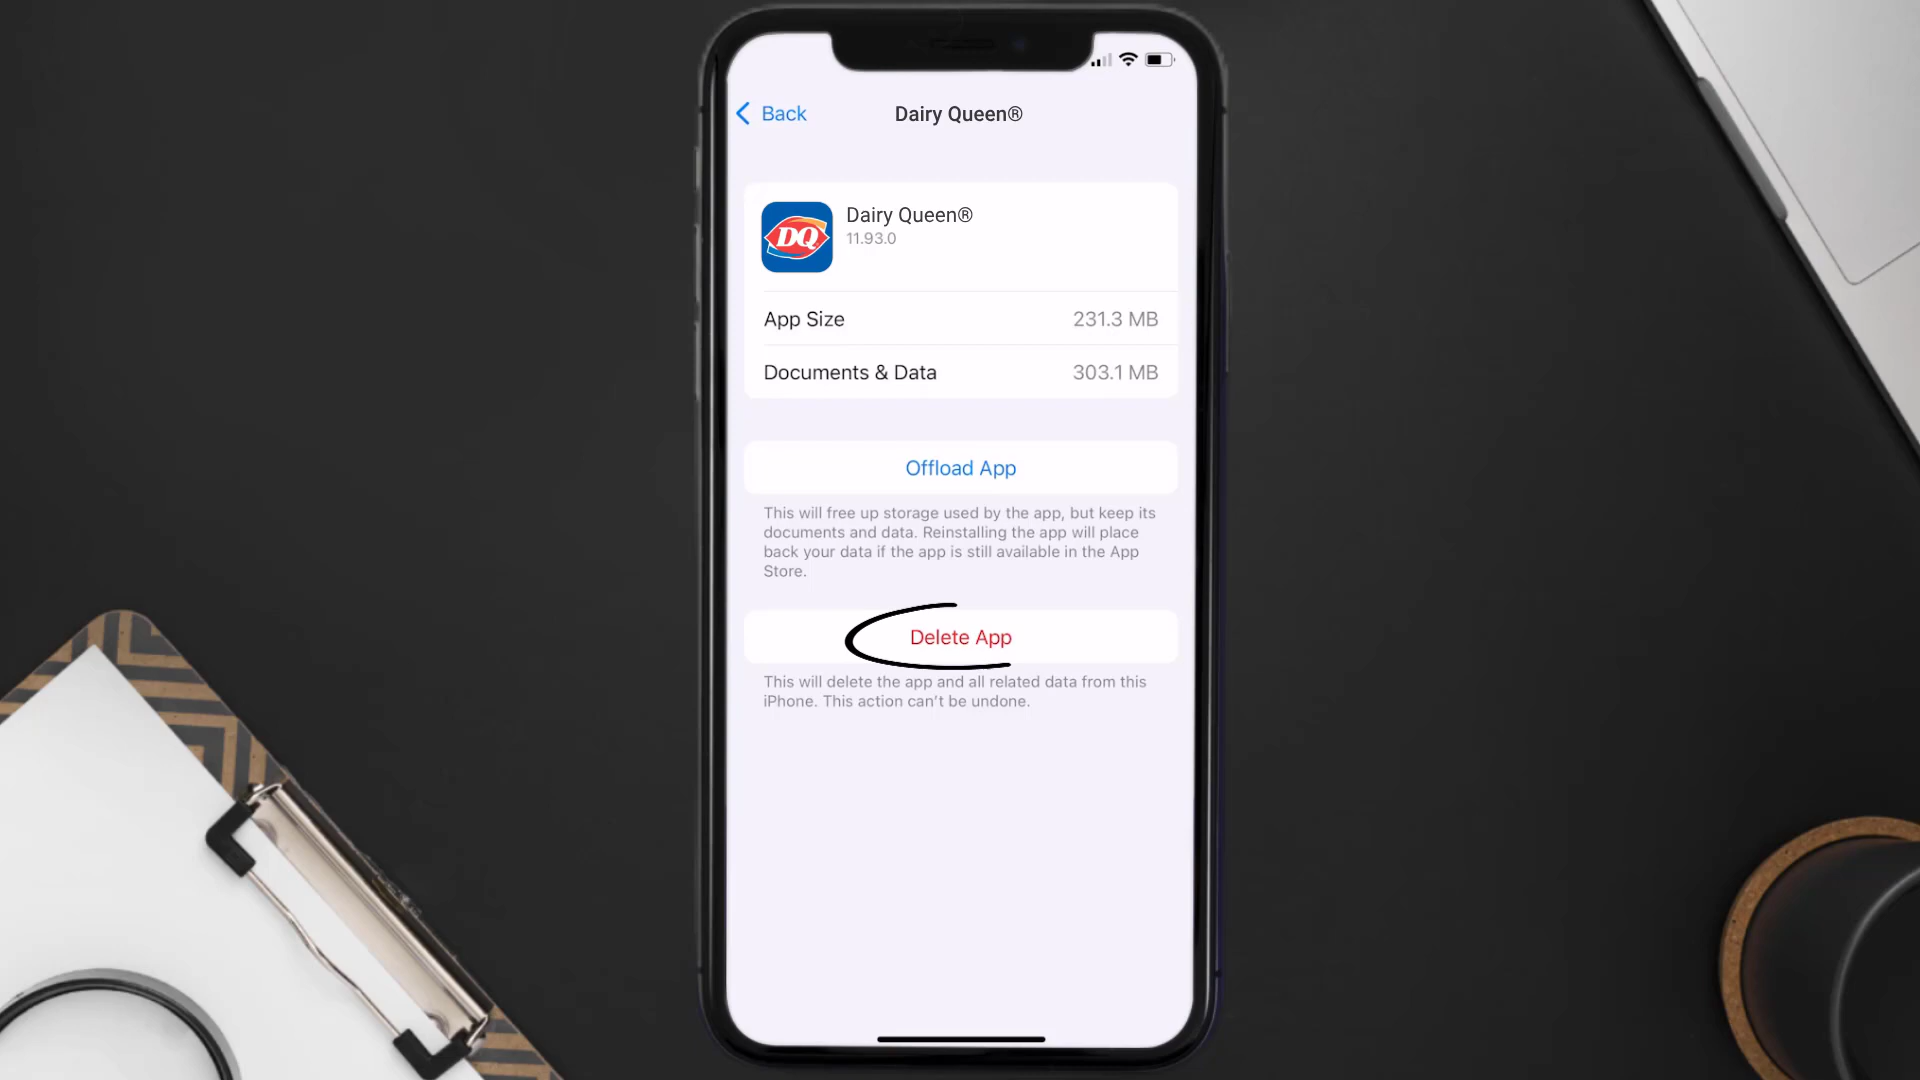 Back
Dairy Queen®
DQ
Dairy Queen®
11.93.0
App Size 231.3 MB
Documents & Data 303.1 MB
Offload App
This will free up storage used by the app, but keep its
documents and data. Reinstalling the app will place
back your data if the app is still available in the App
Store.
Delete App
This will delete the app and all related data from this
iPhone. This action can't be undone.